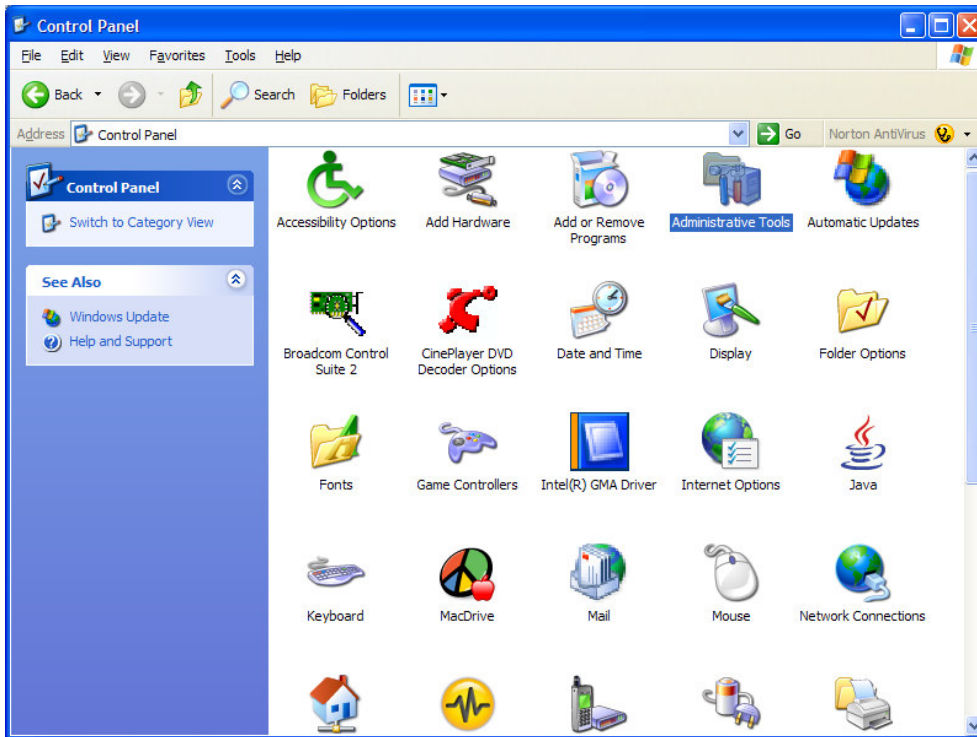 Control Panel
File Edit View Favorites Tools Help
Back Search Folders
Address Control Panel Go Norton AntiVirus
Control Panel
Switch to Category View
See Also
Windows Update
Help and Support
Accessibility Options Add Hardware Add or Remove Programs Administrative Tools Automatic Updates
Broadcom Control Suite 2 CinePlayer DVD Decoder Options Date and Time Display Folder Options
Fonts Game Controllers Intel(R) GMA Driver Internet Options Java
Keyboard MacDrive Mail Mouse Network Connections